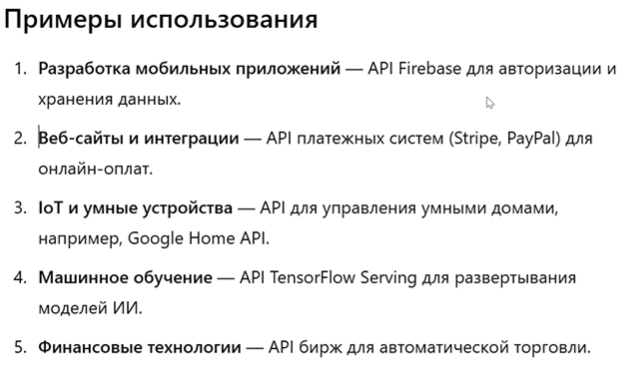 Примеры использования
1. Разработка мобильных приложений — API Firebase для авторизации и
хранения данных.
2. Веб-сайты и интеграции — API платежных систем (Stripe, PayPal) для
онлайн-оплат.
3. IoT и умные устройства — API для управления умными домами,
например, Google Home API.
4. Машинное обучение — API TensorFlow Serving для развертывания
моделей ИИ.
5. Финансовые технологии — API бирж для автоматической торговли.